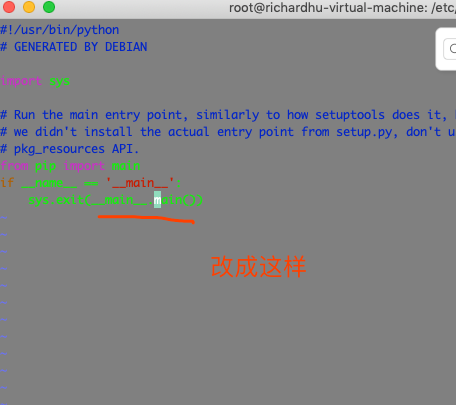 root@richardhu-virtual-machine: /etc/
#!/usr/bin/python
# GENERATED BY DEBIAN
import sys
# Run the main entry point, similarly to how setuptools does it,
# we didn't install the actual entry point from setup.py, don't u
# pkg_resources API.
from pip import main
if __name__ == '__main__':
sys.exit(__main__.main())
~
~
~
~
~
~
~
~
~
~
~
改成这样